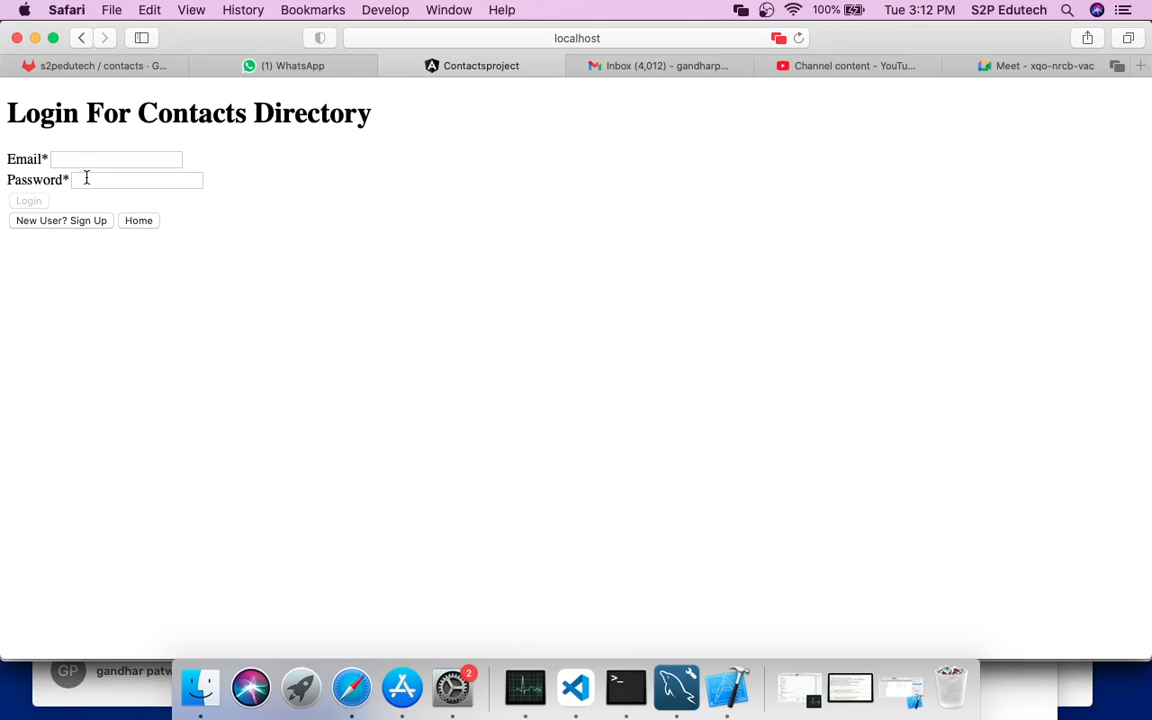 Safari File Edit View History Bookmarks Develop Window Help 100% Tue 3:12 PM S2P Edutech
localhost
s2pedutech / contacts · G... (1) WhatsApp Contactsproject Inbox (4,012) – gandharp... Channel content - YouTu... Meet - xqo-nrcb-vac
Login For Contacts Directory
Email*
Password*
Login
New User? Sign Up Home
2
GP gandhar patw